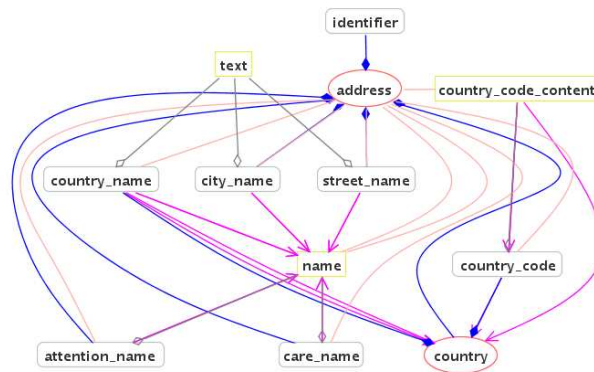 identifier
text
address
country_code_content
country_name
city_name
street_name
name
country_code
attention_name
care_name
country